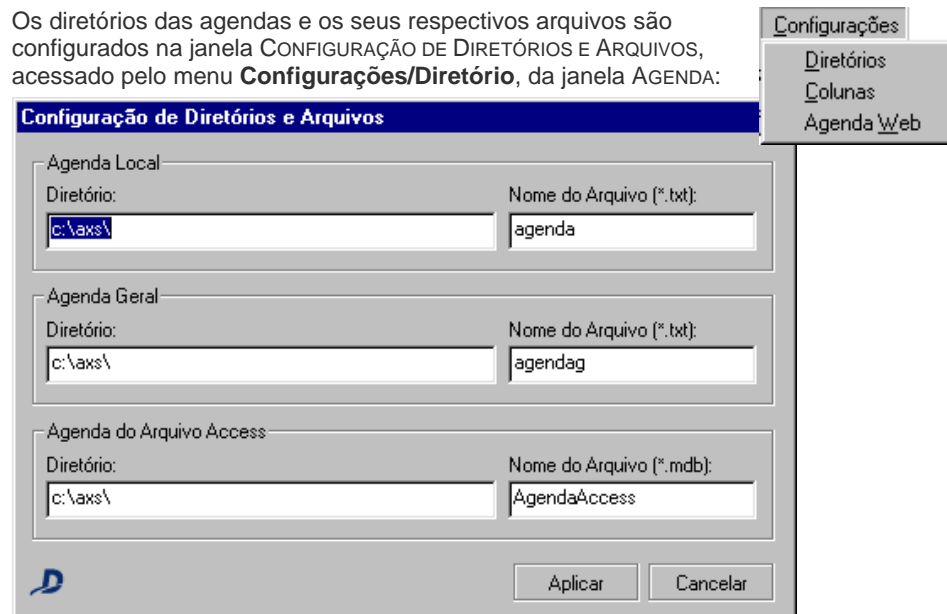 Os diretórios das agendas e os seus respectivos arquivos são
configurados na janela CONFIGURAÇÃO DE DIRETÓRIOS E ARQUIVOS,
acessado pelo menu Configurações/Diretório, da janela AGENDA:
Configurações
Diretórios
Colunas
Agenda Web
Configuração de Diretórios e Arquivos
Agenda Local
Diretório: Nome do Arquivo (*.txt):
c:\axs\ agenda
Agenda Geral
Diretório: Nome do Arquivo (*.txt):
c:\axs\ agendag
Agenda do Arquivo Access
Diretório: Nome do Arquivo (*.mdb):
c:\axs\ AgendaAccess
Aplicar Cancelar